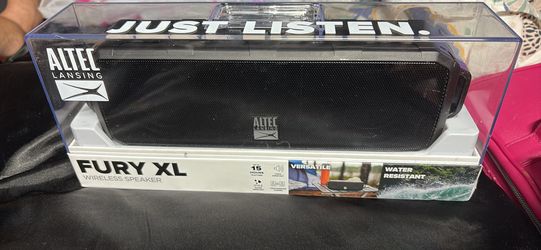 JUST LISTEN.
ALTEC
LANSING
ALTEC
LANSING
FURY XL
WIRELESS SPEAKER
15
VERSATILE
WATER
RESISTANT